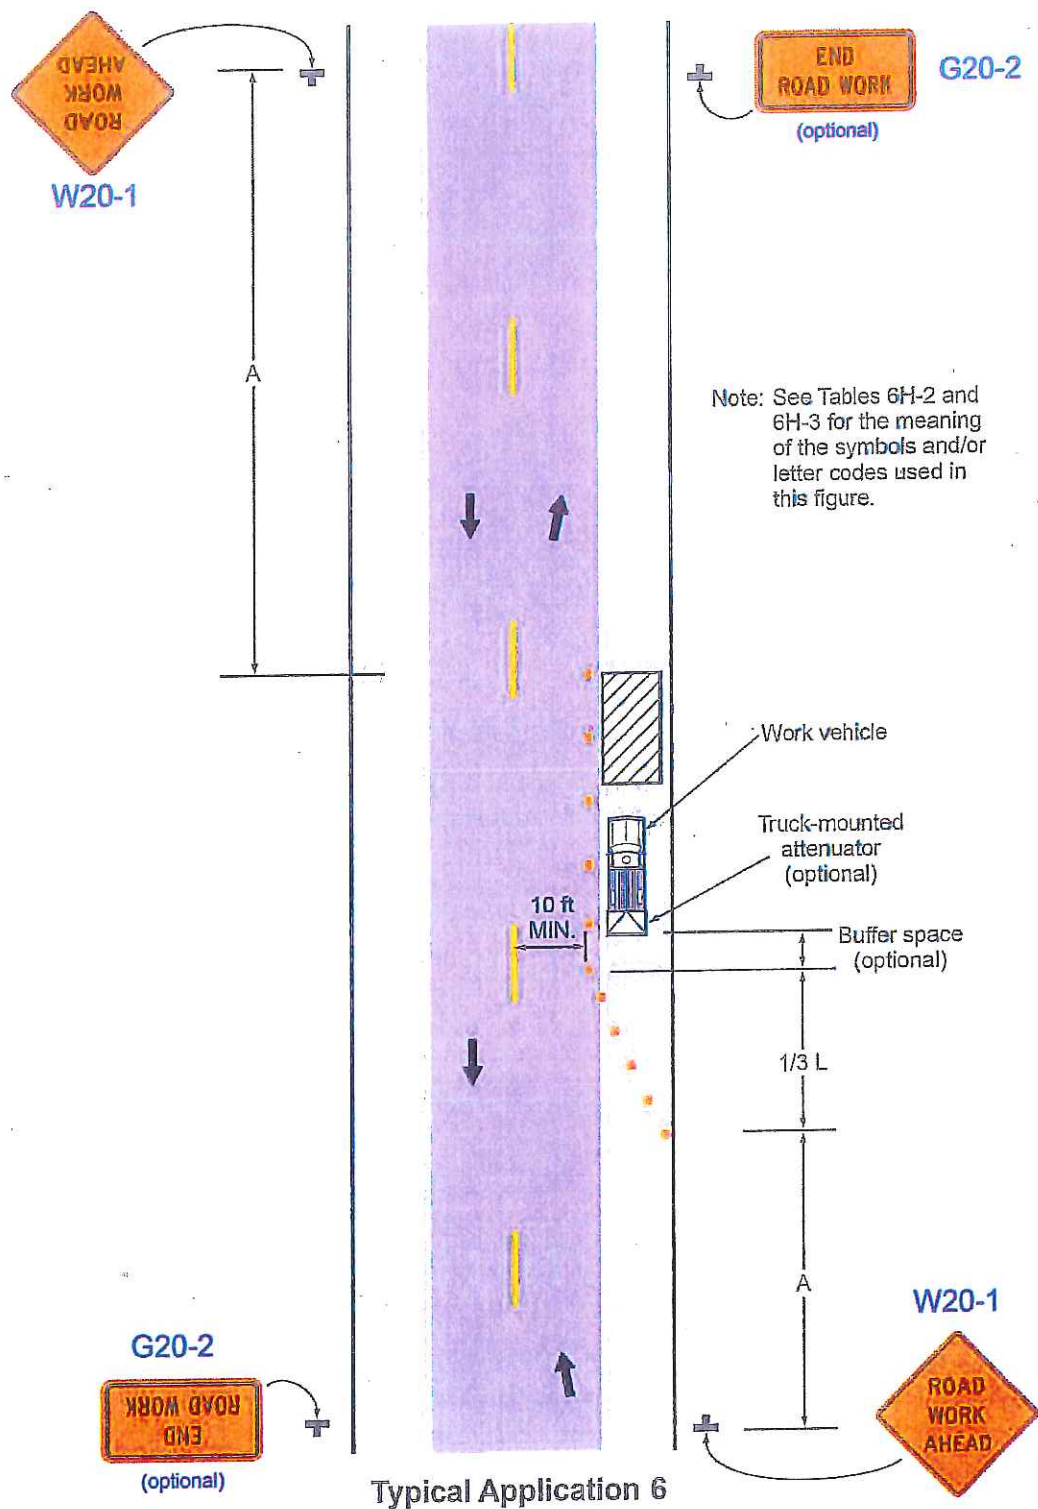 ROAD
WORK
AHEAD
W20-1
END
ROAD WORK
(optional)
G20-2
A
Note: See Tables 6H-2 and
6H-3 for the meaning
of the symbols and/or
letter codes used in
this figure.
Work vehicle
Truck-mounted
attenuator
(optional)
10 ft
MIN.
Buffer space
(optional)
1/3 L
A
W20-1
ROAD
WORK
AHEAD
G20-2
END
ROAD WORK
(optional)
Typical Application 6